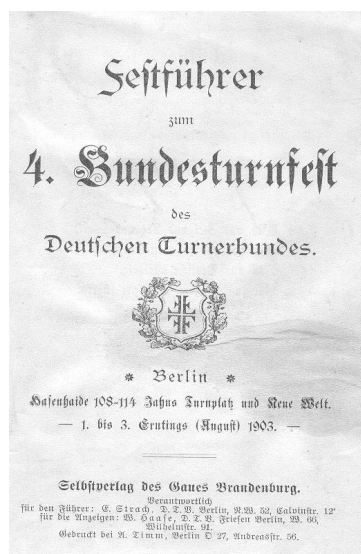 Festführer
zum
4. Bundesturnfest
des
Deutschen Turnerbundes.
Berlin
Hasenhaide 108-114 Jahns Turnplatz und Neue Welt.
— 1. bis 3. Erntings (August) 1903. —
Selbstverlag des Gaues Brandenburg.
Verantwortlich
für den Führer: E. Strach, D. T. V. Berlin, N.W. 52, Calvinstr. 12'
für die Anzeigen: W. Haase, D. T. V. Friesen Berlin, W. 66,
Wilhelmstr. 91.
Gedruckt bei A. Timm, Berlin O 27, Andreasstr. 56.